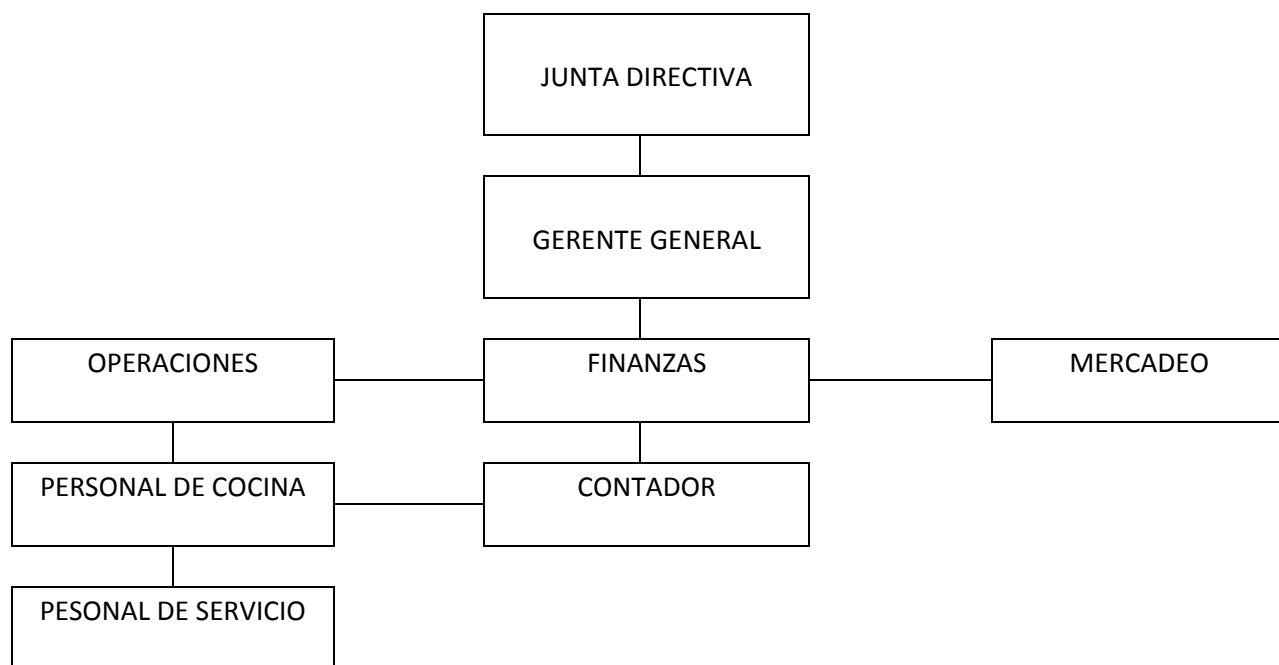 JUNTA DIRECTIVA
GERENTE GENERAL
OPERACIONES
FINANZAS
MERCADEO
PERSONAL DE COCINA
CONTADOR
PESONAL DE SERVICIO